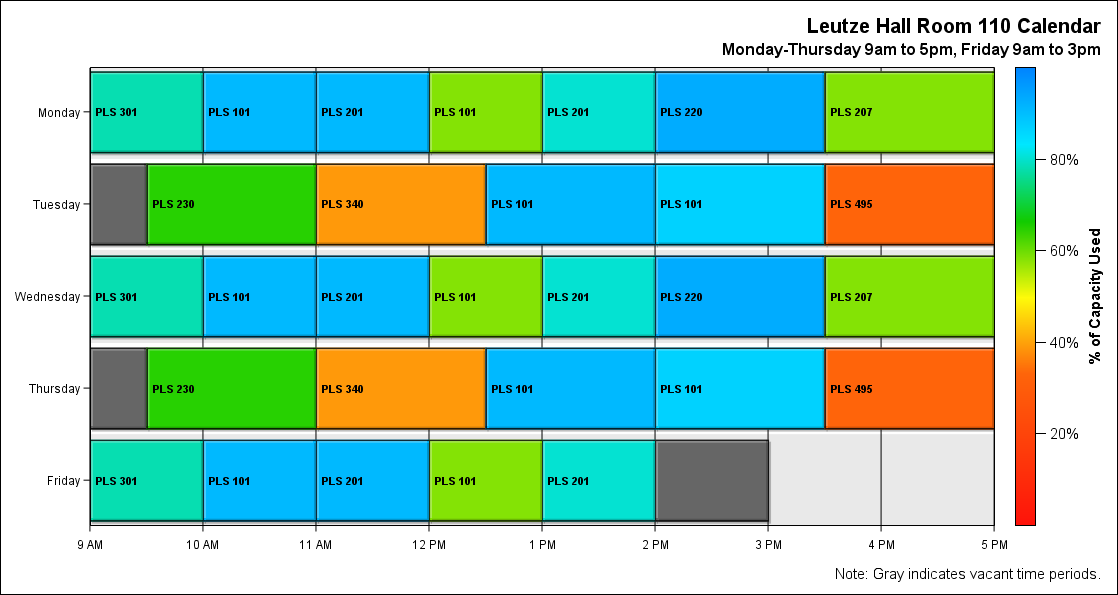 Leutze Hall Room 110 Calendar
Monday-Thursday 9am to 5pm, Friday 9am to 3pm
Monday PLS 301 PLS 101 PLS 201 PLS 101 PLS 201 PLS 220 PLS 207
Tuesday PLS 230 PLS 340 PLS 101 PLS 101 PLS 495
Wednesday PLS 301 PLS 101 PLS 201 PLS 101 PLS 201 PLS 220 PLS 207
Thursday PLS 230 PLS 340 PLS 101 PLS 101 PLS 495
Friday PLS 301 PLS 101 PLS 201 PLS 101 PLS 201
9 AM 10 AM 11 AM 12 PM 1 PM 2 PM 3 PM 4 PM 5 PM
80%
60%
40%
20%
% of Capacity Used
Note: Gray indicates vacant time periods.